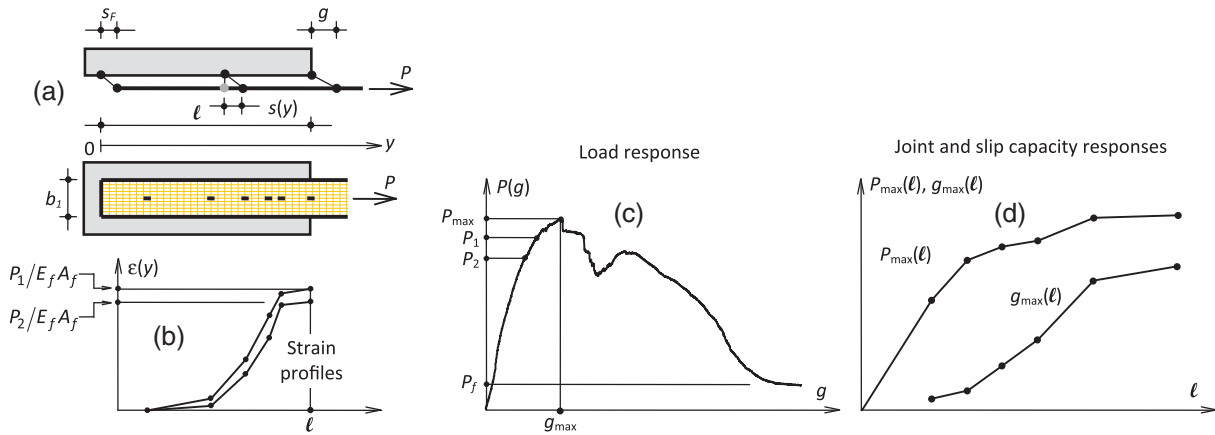 s_F
g
(a)
P
ℓ
s(y)
0
y
b_1
P
P_1/E_f A_f
P_2/E_f A_f
ε(y)
(b)
Strain
profiles
ℓ
Load response
P(g)
(c)
P_max
P_1
P_2
P_f
g
g_max
Joint and slip capacity responses
P_max(ℓ), g_max(ℓ)
(d)
P_max(ℓ)
g_max(ℓ)
ℓ